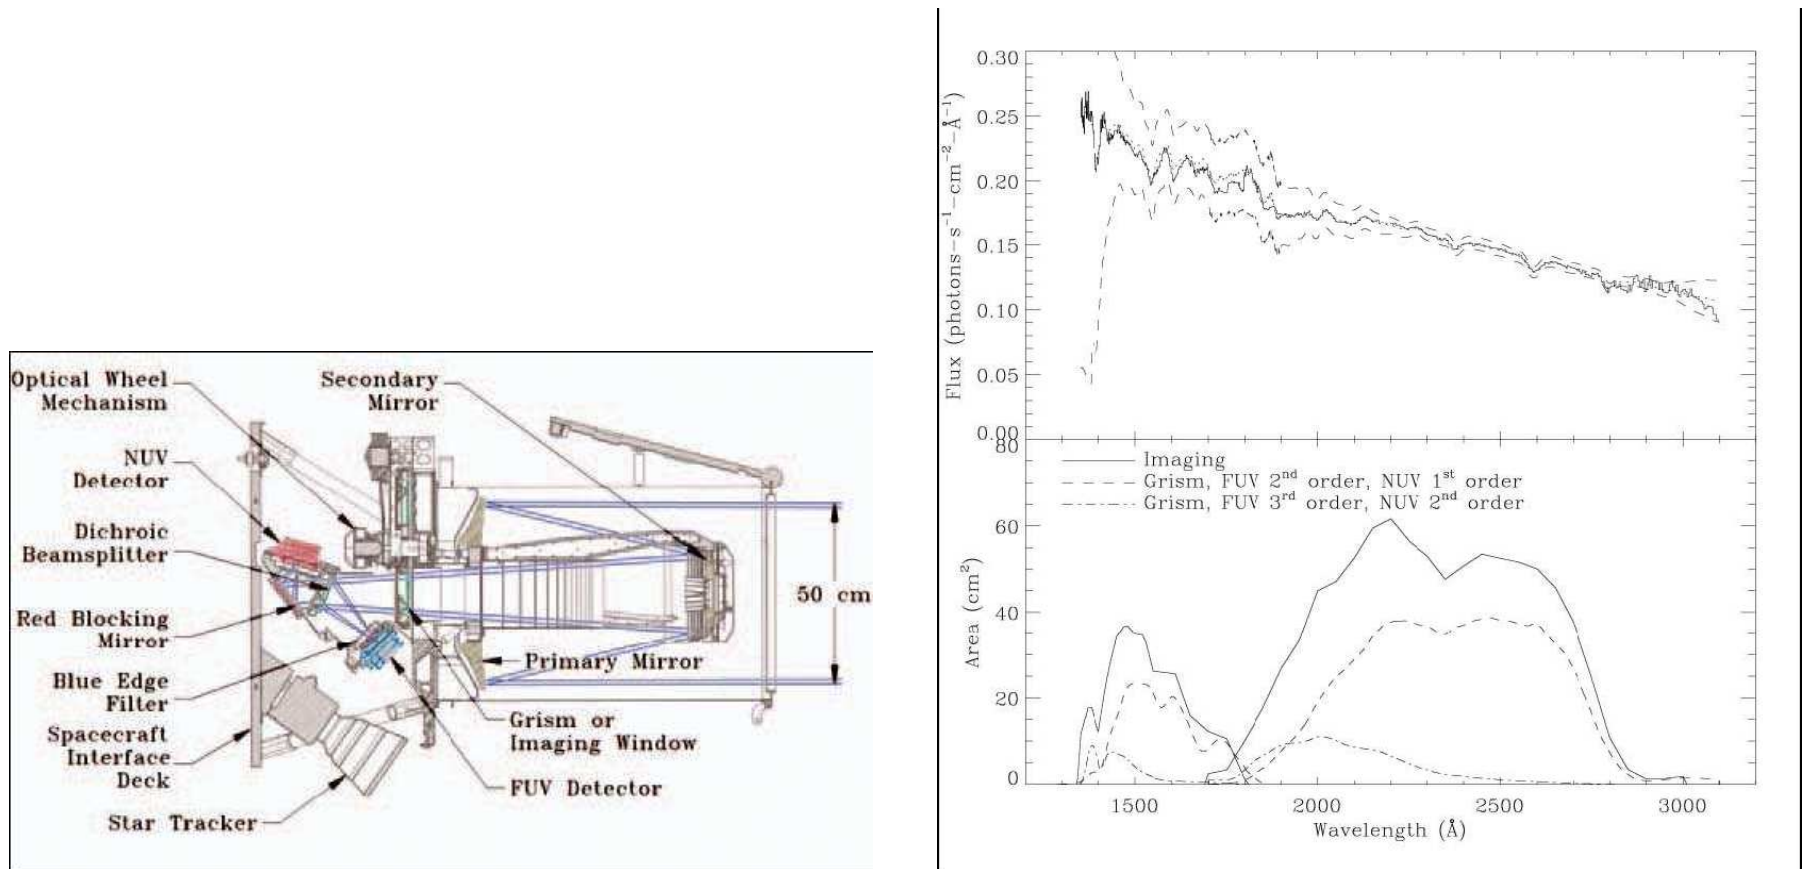 Optical Wheel
Mechanism
Secondary
Mirror
NUV
Detector
Dichroic
Beamsplitter
50 cm
Red Blocking
Mirror
Primary Mirror
Blue Edge
Filter
Grism or
Imaging Window
Spacecraft
Interface
Deck
FUV Detector
Star Tracker
Flux (photons-s⁻¹-cm⁻²-Å⁻¹)
0.30
0.25
0.20
0.15
0.10
0.05
0.00
80
60
40
20
0
Area (cm²)
Imaging
Grism, FUV 2ⁿᵈ order, NUV 1ˢᵗ order
Grism, FUV 3ʳᵈ order, NUV 2ⁿᵈ order
1500 2000 2500 3000
Wavelength (Å)